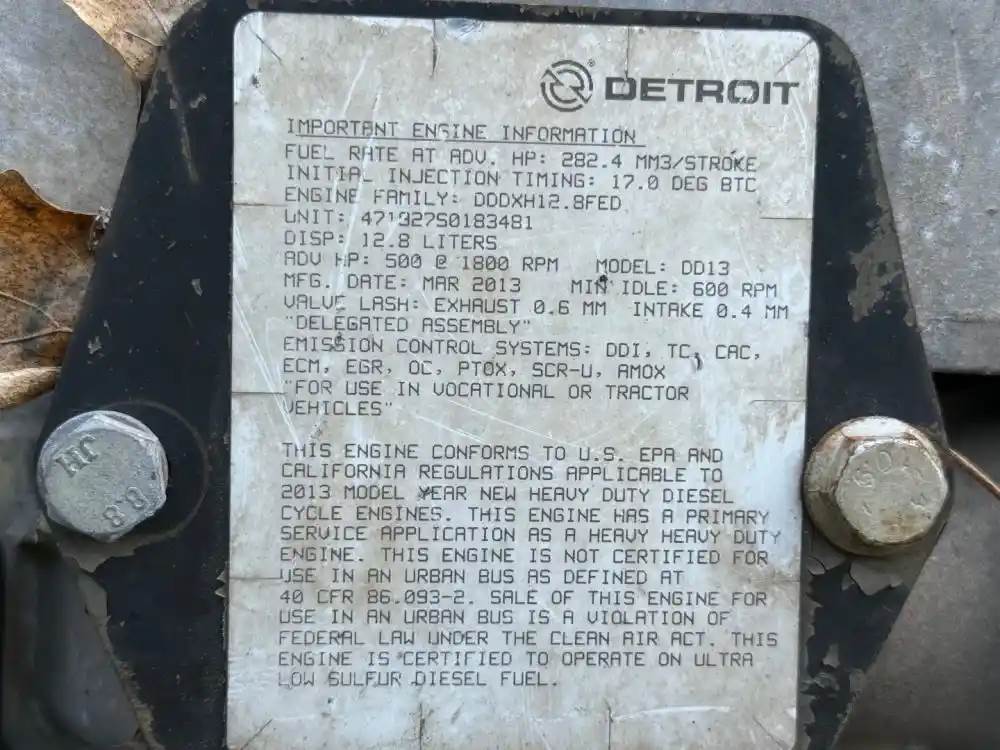 DETROIT
IMPORTANT ENGINE INFORMATION
FUEL RATE AT ADV. HP: 282.4 MM3/STROKE
INITIAL INJECTION TIMING: 17.0 DEG BTC
ENGINE FAMILY: DDDXH12.8FED
UNIT: 471927S0183481
DISP: 12.8 LITERS
ADV HP: 500 @ 1800 RPM MODEL: DD13
MFG. DATE: MAR 2013 MIN IDLE: 600 RPM
VALVE LASH: EXHAUST 0.6 MM INTAKE 0.4 MM
"DELEGATED ASSEMBLY"
EMISSION CONTROL SYSTEMS: DDI, TC, CAC,
ECM, EGR, OC, PTOX, SCR-U, AMOX
"FOR USE IN VOCATIONAL OR TRACTOR
VEHICLES"
THIS ENGINE CONFORMS TO U.S. EPA AND
CALIFORNIA REGULATIONS APPLICABLE TO
2013 MODEL YEAR NEW HEAVY DUTY DIESEL
CYCLE ENGINES. THIS ENGINE HAS A PRIMARY
SERVICE APPLICATION AS A HEAVY HEAVY DUTY
ENGINE. THIS ENGINE IS NOT CERTIFIED FOR
USE IN AN URBAN BUS AS DEFINED AT
40 CFR 86.093-2. SALE OF THIS ENGINE FOR
USE IN AN URBAN BUS IS A VIOLATION OF
FEDERAL LAW UNDER THE CLEAN AIR ACT. THIS
ENGINE IS CERTIFIED TO OPERATE ON ULTRA
LOW SULFUR DIESEL FUEL.
JH
8.8